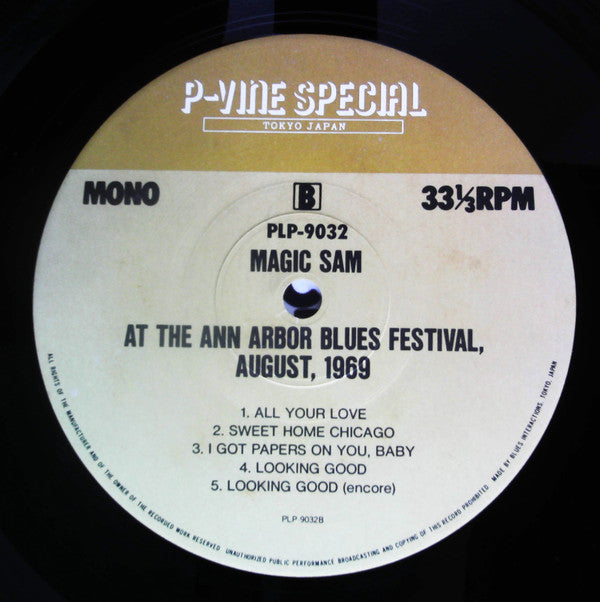 P-VINE SPECIAL
TOKYO JAPAN
MONO
B
33⅓RPM
PLP-9032
MAGIC SAM
AT THE ANN ARBOR BLUES FESTIVAL,
AUGUST, 1969
1. ALL YOUR LOVE
2. SWEET HOME CHICAGO
3. I GOT PAPERS ON YOU, BABY
4. LOOKING GOOD
5. LOOKING GOOD (encore)
PLP 9032B
ALL RIGHTS OF THE MANUFACTURER AND OF THE OWNER OF THE RECORDED WORK RESERVED. UNAUTHORIZED PUBLIC PERFORMANCE BROADCASTING AND COPYING OF THIS RECORD PROHIBITED. MADE BY BLUES INTERACTIONS, TOKYO, JAPAN